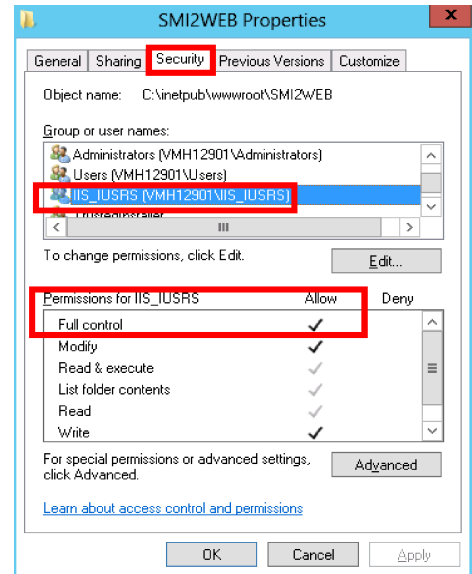 SMI2WEB Properties
x
General Sharing Security Previous Versions Customize
Object name: C:\inetpub\wwwroot\SMI2WEB
Group or user names:
Administrators (VMH12901\Administrators)
Users (VMH12901\Users)
IIS_IUSRS (VMH12901\IIS_IUSRS)
TrustedInstaller
To change permissions, click Edit.
Edit...
Permissions for IIS_IUSRS Allow Deny
Full control
Modify
Read & execute
List folder contents
Read
Write
For special permissions or advanced settings,
click Advanced.
Advanced
Learn about access control and permissions
OK Cancel Apply